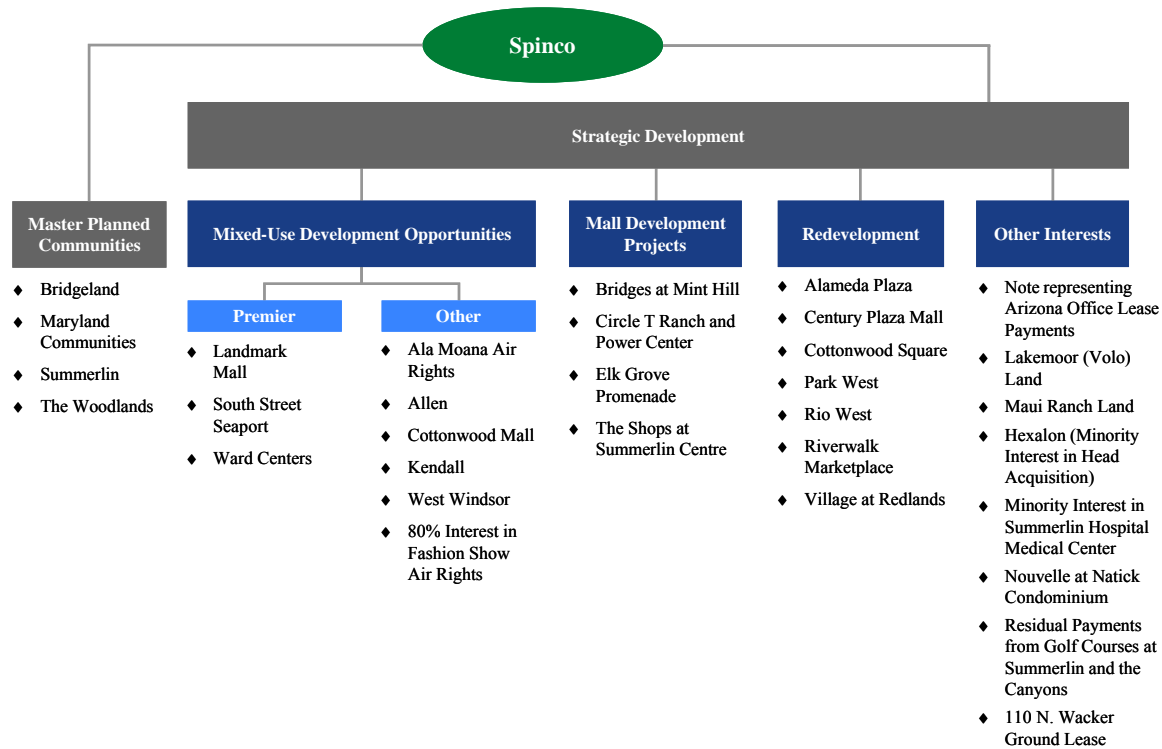 Spinco
Strategic Development
Master Planned
Communities
♦ Bridgeland
♦ Maryland
Communities
♦ Summerlin
♦ The Woodlands
Mixed-Use Development Opportunities
Premier
♦ Landmark
Mall
♦ South Street
Seaport
♦ Ward Centers
Other
♦ Ala Moana Air
Rights
♦ Allen
♦ Cottonwood Mall
♦ Kendall
♦ West Windsor
♦ 80% Interest in
Fashion Show
Air Rights
Mall Development
Projects
♦ Bridges at Mint Hill
♦ Circle T Ranch and
Power Center
♦ Elk Grove
Promenade
♦ The Shops at
Summerlin Centre
Redevelopment
♦ Alameda Plaza
♦ Century Plaza Mall
♦ Cottonwood Square
♦ Park West
♦ Rio West
♦ Riverwalk
Marketplace
♦ Village at Redlands
Other Interests
♦ Note representing
Arizona Office Lease
Payments
♦ Lakemoor (Volo)
Land
♦ Maui Ranch Land
♦ Hexalon (Minority
Interest in Head
Acquisition)
♦ Minority Interest in
Summerlin Hospital
Medical Center
♦ Nouvelle at Natick
Condominium
♦ Residual Payments
from Golf Courses at
Summerlin and the
Canyons
♦ 110 N. Wacker
Ground Lease